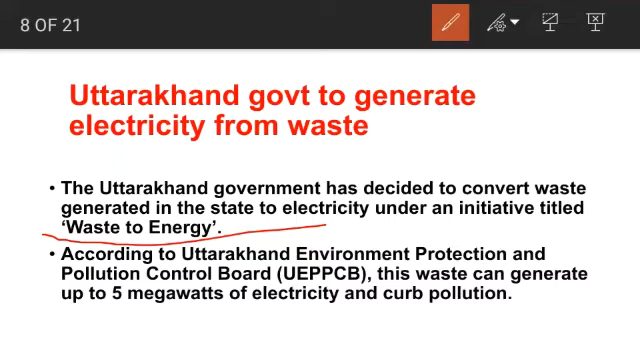 8 OF 21
Uttarakhand govt to generate
electricity from waste
• The Uttarakhand government has decided to convert waste
generated in the state to electricity under an initiative titled
‘Waste to Energy’.
• According to Uttarakhand Environment Protection and
Pollution Control Board (UEPPCB), this waste can generate
up to 5 megawatts of electricity and curb pollution.